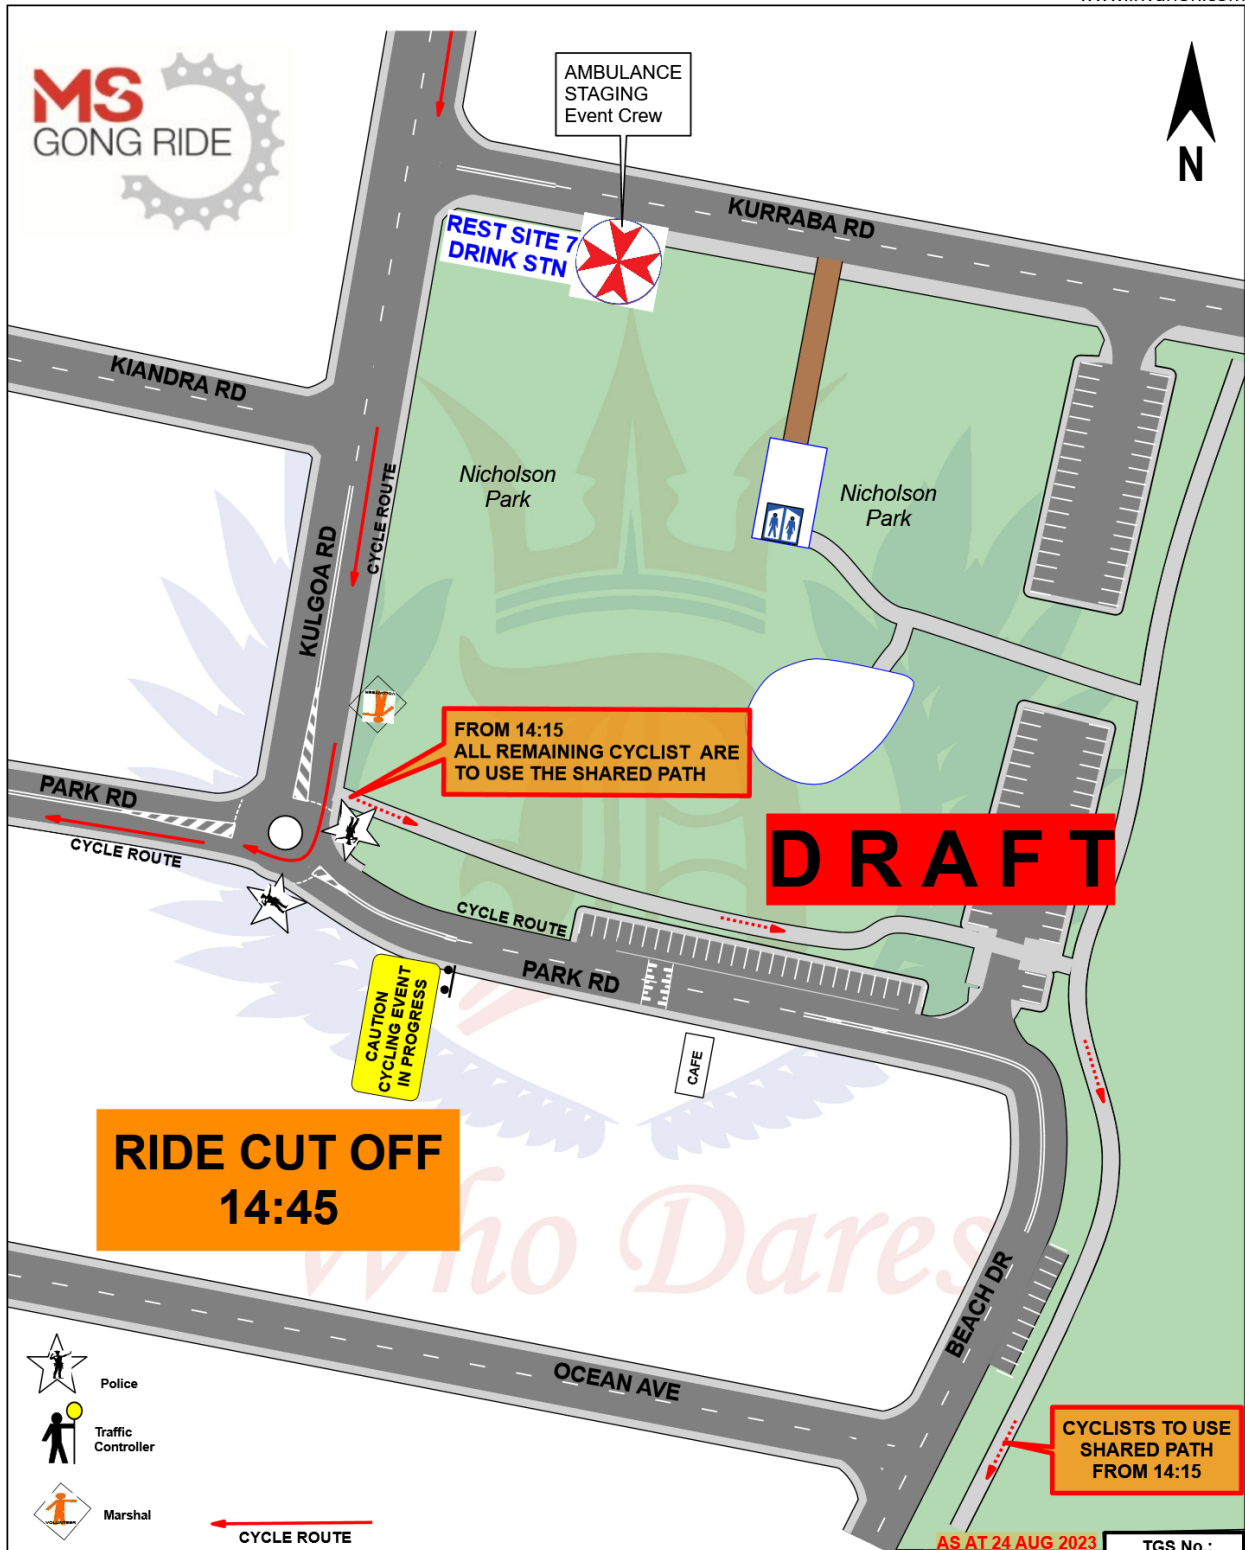 MS
GONG RIDE
AMBULANCE
STAGING
Event Crew
N
KURRABA RD
REST SITE 7
DRINK STN
KIANDRA RD
Nicholson
Park
Nicholson
Park
CYCLE ROUTE
KULGOA RD
FROM 14:15
ALL REMAINING CYCLIST ARE
TO USE THE SHARED PATH
PARK RD
CYCLE ROUTE
DRAFT
CYCLE ROUTE
PARK RD
CAUTION
CYCLING EVENT
IN PROGRESS
CAFE
RIDE CUT OFF
14:45
Who Dares
BEACH DR
OCEAN AVE
Police
Traffic
Controller
VOLUNTEER
Marshal
CYCLE ROUTE
CYCLISTS TO USE
SHARED PATH
FROM 14:15
AS AT 24 AUG 2023
TGS No.: